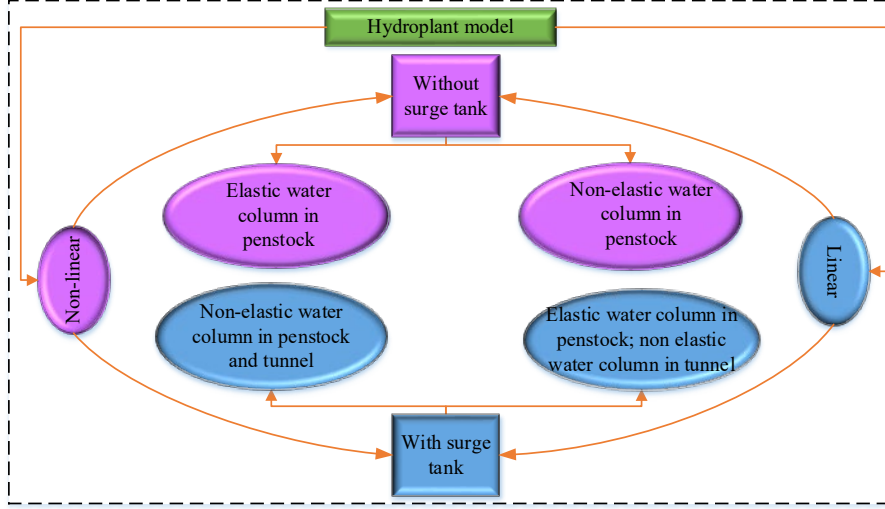 Hydroplant model
Without
surge tank
Elastic water
column in
penstock
Non-elastic water
column in
penstock
Non-linear
Linear
Non-elastic water
column in penstock
and tunnel
Elastic water column in
penstock; non elastic
water column in tunnel
With surge
tank